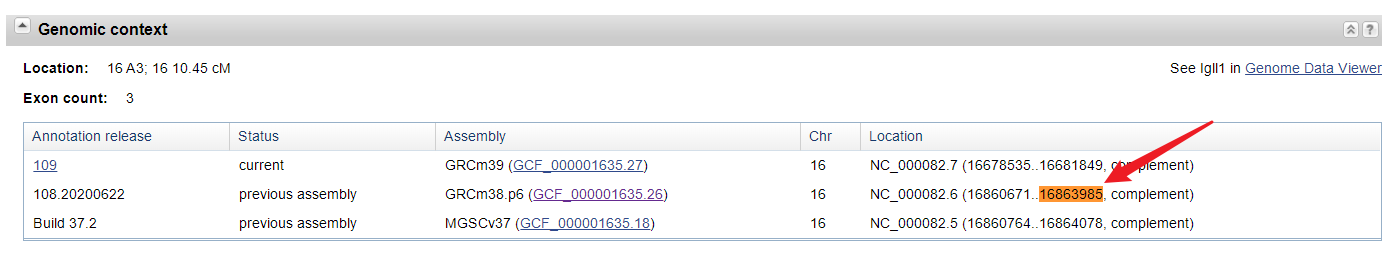 Genomic context
Location: 16 A3; 16 10.45 cM
See Igll1 in Genome Data Viewer
Exon count: 3
Annotation release Status Assembly Chr Location
109 current GRCm39 (GCF_000001635.27) 16 NC_000082.7 (16678535..16681849, complement)
108.20200622 previous assembly GRCm38.p6 (GCF_000001635.26) 16 NC_000082.6 (16860671..16863985, complement)
Build 37.2 previous assembly MGSCv37 (GCF_000001635.18) 16 NC_000082.5 (16860764..16864078, complement)